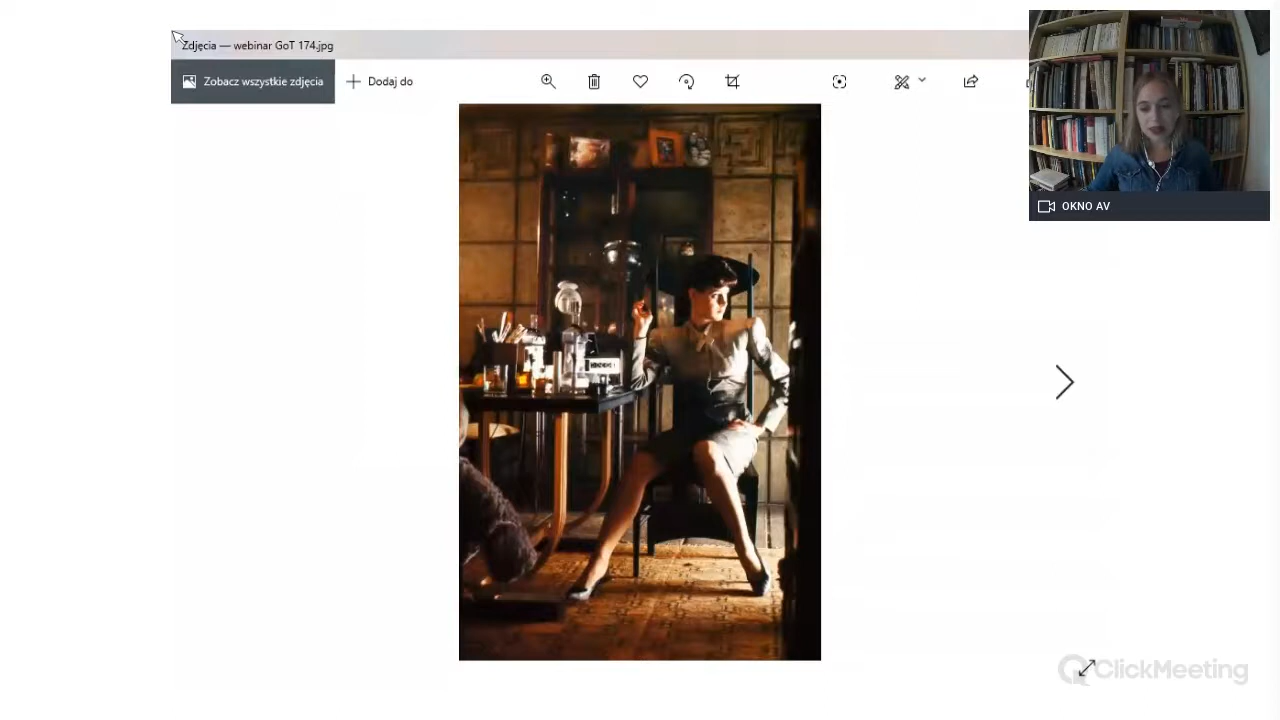 Zdjęcia — webinar GoT 174.jpg
Zobacz wszystkie zdjęcia
Dodaj do
OKNO AV
ClickMeeting